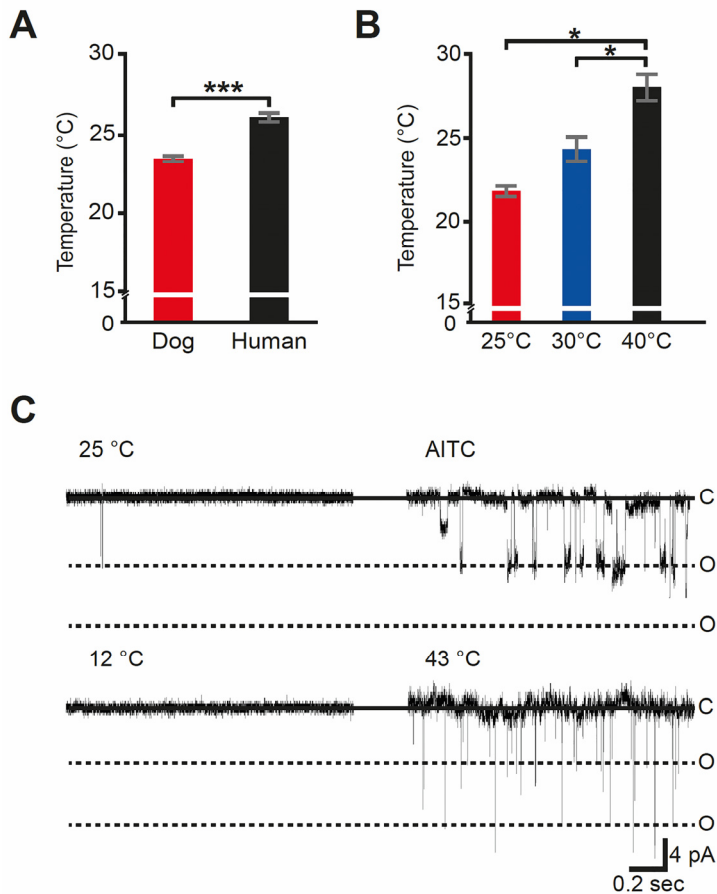 A
30
25
20
15
0
Temperature (°C)
***
Dog Human
B
30
25
20
15
0
Temperature (°C)
*
*
25°C 30°C 40°C
C
25 °C AITC
C
O
O
12 °C 43 °C
C
O
O
4 pA
0.2 sec